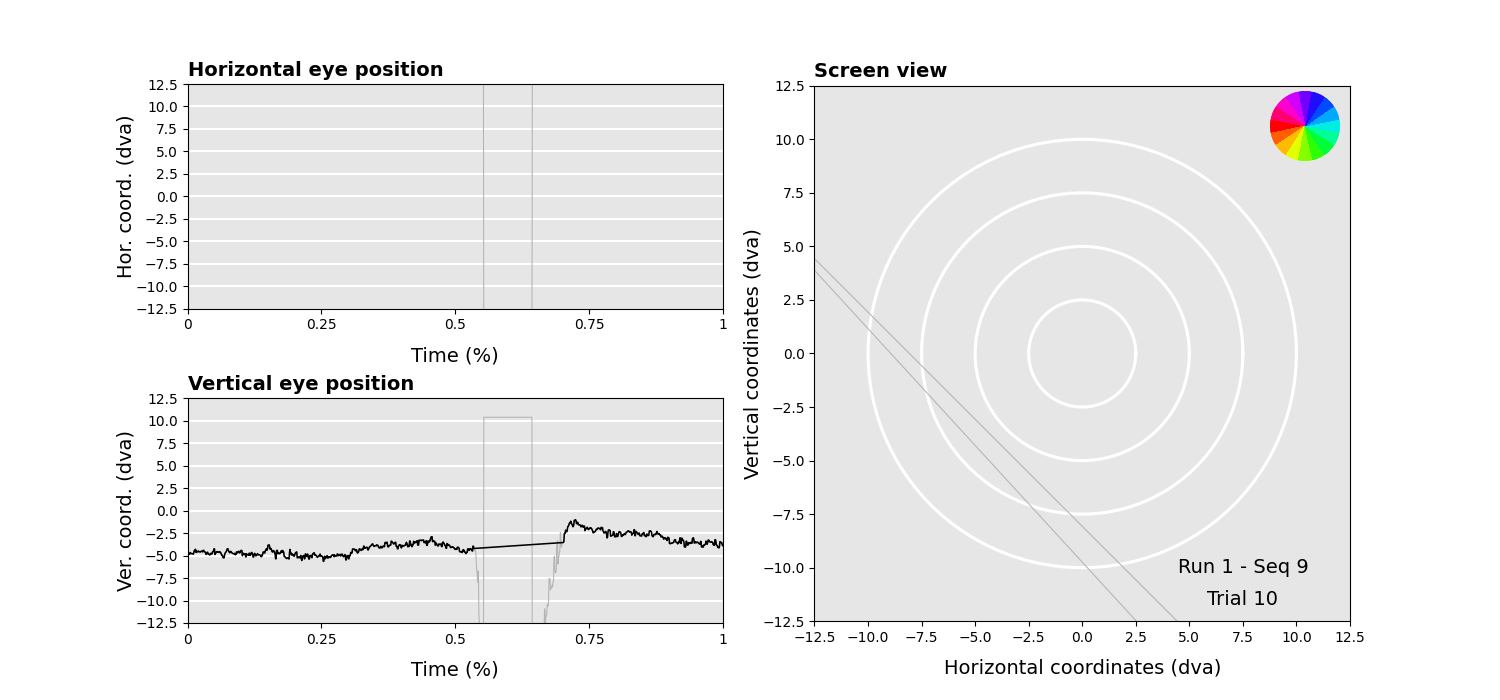 Horizontal eye position
12.5
10.0
7.5
5.0
2.5
0.0
−2.5
−5.0
−7.5
−10.0
−12.5
Hor. coord. (dva)
0 0.25 0.5 0.75 1
Time (%)
Vertical eye position
12.5
10.0
7.5
5.0
2.5
0.0
−2.5
−5.0
−7.5
−10.0
−12.5
Ver. coord. (dva)
0 0.25 0.5 0.75 1
Time (%)
Screen view
12.5
10.0
7.5
5.0
2.5
0.0
−2.5
−5.0
−7.5
−10.0
−12.5
Vertical coordinates (dva)
Run 1 - Seq 9
Trial 10
−12.5 −10.0 −7.5 −5.0 −2.5 0.0 2.5 5.0 7.5 10.0 12.5
Horizontal coordinates (dva)